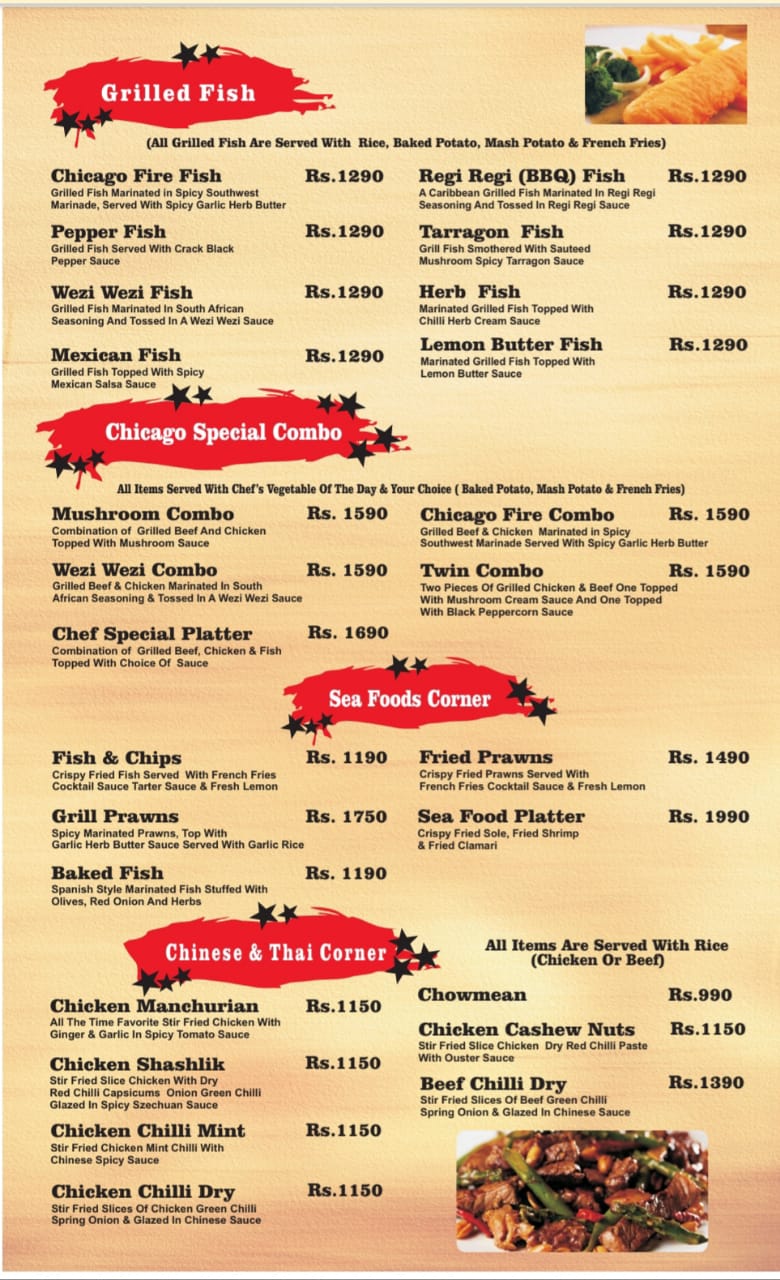 Grilled Fish
(All Grilled Fish Are Served With Rice, Baked Potato, Mash Potato & French Fries)
Chicago Fire Fish Rs.1290
Grilled Fish Marinated in Spicy Southwest
Marinade, Served With Spicy Garlic Herb Butter
Pepper Fish Rs.1290
Grilled Fish Served With Crack Black
Pepper Sauce
Wezi Wezi Fish Rs.1290
Grilled Fish Marinated In South African
Seasoning And Tossed In A Wezi Wezi Sauce
Mexican Fish Rs.1290
Grilled Fish Topped With Spicy
Mexican Salsa Sauce
Regi Regi (BBQ) Fish Rs.1290
A Caribbean Grilled Fish Marinated In Regi Regi
Seasoning And Tossed In Regi Regi Sauce
Tarragon Fish Rs.1290
Grill Fish Smothered With Sauteed
Mushroom Spicy Tarragon Sauce
Herb Fish Rs.1290
Marinated Grilled Fish Topped With
Chilli Herb Cream Sauce
Lemon Butter Fish Rs.1290
Marinated Grilled Fish Topped With
Lemon Butter Sauce
Chicago Special Combo
All Items Served With Chef's Vegetable Of The Day & Your Choice ( Baked Potato, Mash Potato & French Fries)
Mushroom Combo Rs. 1590
Combination of Grilled Beef And Chicken
Topped With Mushroom Sauce
Wezi Wezi Combo Rs. 1590
Grilled Beef & Chicken Marinated In South
African Seasoning & Tossed In A Wezi Wezi Sauce
Chef Special Platter Rs. 1690
Combination of Grilled Beef, Chicken & Fish
Topped With Choice Of Sauce
Chicago Fire Combo Rs. 1590
Grilled Beef & Chicken Marinated in Spicy
Southwest Marinade Served With Spicy Garlic Herb Butter
Twin Combo Rs. 1590
Two Pieces Of Grilled Chicken & Beef One Topped
With Mushroom Cream Sauce And One Topped
With Black Peppercorn Sauce
Sea Foods Corner
Fish & Chips Rs. 1190
Crispy Fried Fish Served With French Fries
Cocktail Sauce Tarter Sauce & Fresh Lemon
Grill Prawns Rs. 1750
Spicy Marinated Prawns, Top With
Garlic Herb Butter Sauce Served With Garlic Rice
Baked Fish Rs. 1190
Spanish Style Marinated Fish Stuffed With
Olives, Red Onion And Herbs
Fried Prawns Rs. 1490
Crispy Fried Prawns Served With
French Fries Cocktail Sauce & Fresh Lemon
Sea Food Platter Rs. 1990
Crispy Fried Sole, Fried Shrimp
& Fried Clamari
Chinese & Thai Corner
All Items Are Served With Rice
(Chicken Or Beef)
Chicken Manchurian Rs.1150
All The Time Favorite Stir Fried Chicken With
Ginger & Garlic In Spicy Tomato Sauce
Chicken Shashlik Rs.1150
Stir Fried Slice Chicken With Dry
Red Chilli Capsicums Onion Green Chilli
Glazed In Spicy Szechuan Sauce
Chicken Chilli Mint Rs.1150
Stir Fried Chicken Mint Chilli With
Chinese Spicy Sauce
Chicken Chilli Dry Rs.1150
Stir Fried Slices Of Chicken Green Chilli
Spring Onion & Glazed In Chinese Sauce
Chowmean Rs.990
Chicken Cashew Nuts Rs.1150
Stir Fried Slice Chicken Dry Red Chilli Paste
With Ouster Sauce
Beef Chilli Dry Rs.1390
Stir Fried Slices Of Beef Green Chilli
Spring Onion & Glazed In Chinese Sauce